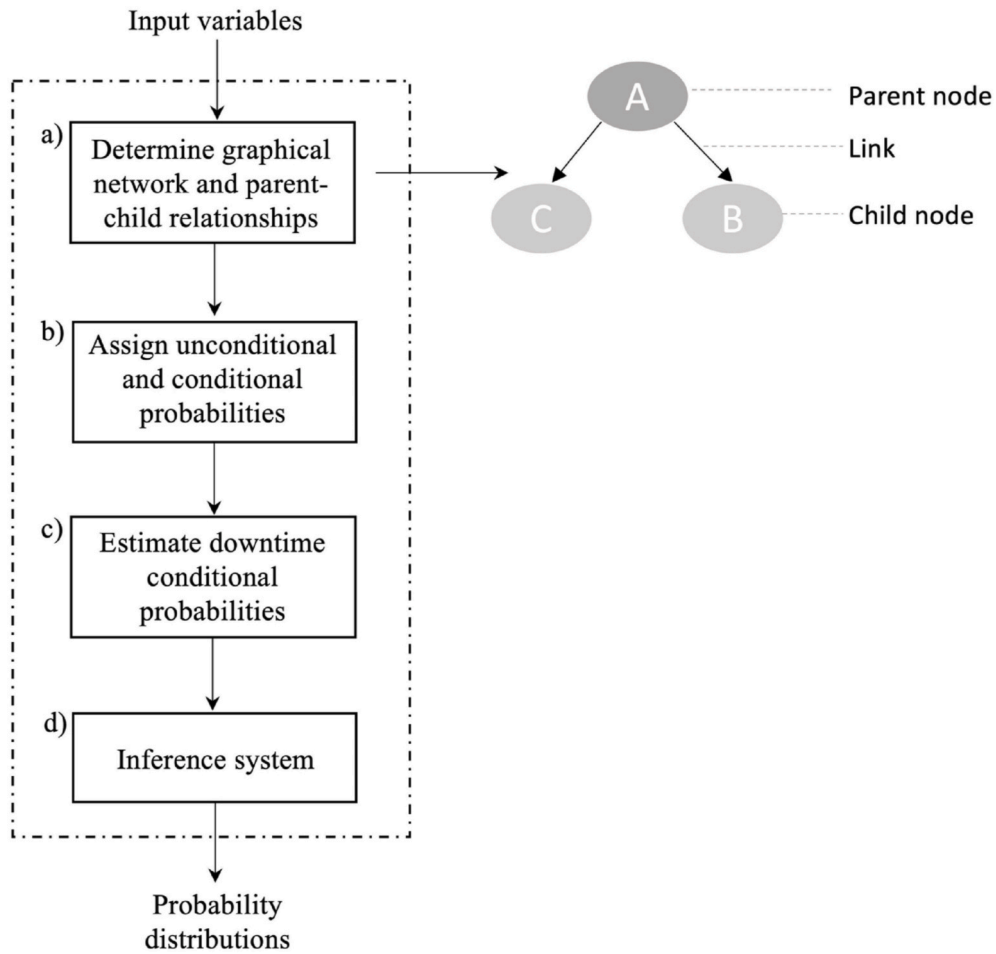 Input variables
a)
Determine graphical
network and parent-
child relationships
b)
Assign unconditional
and conditional
probabilities
c)
Estimate downtime
conditional
probabilities
d)
Inference system
Probability
distributions
A
Parent node
Link
C
B
Child node